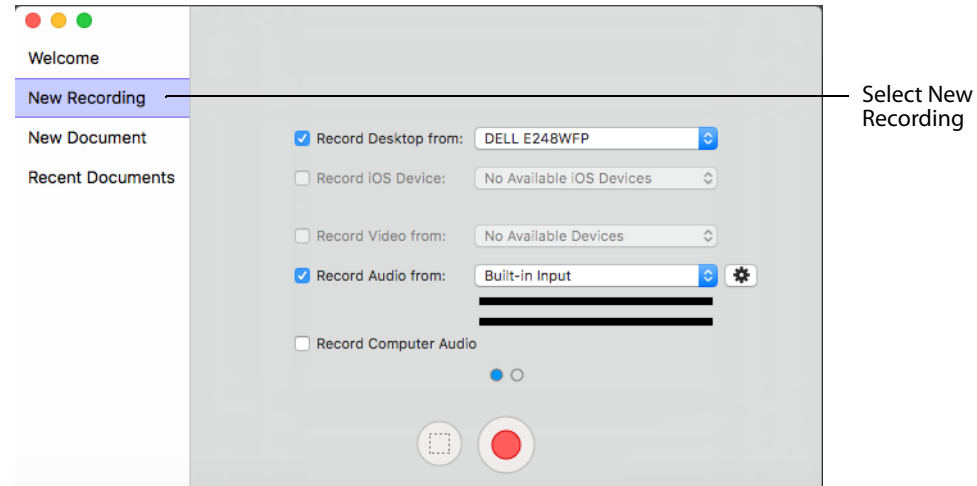 Welcome
New Recording
New Document
Recent Documents
Record Desktop from: DELL E248WFP
Record iOS Device: No Available iOS Devices
Record Video from: No Available Devices
Record Audio from: Built-in Input
Record Computer Audio
Select New
Recording